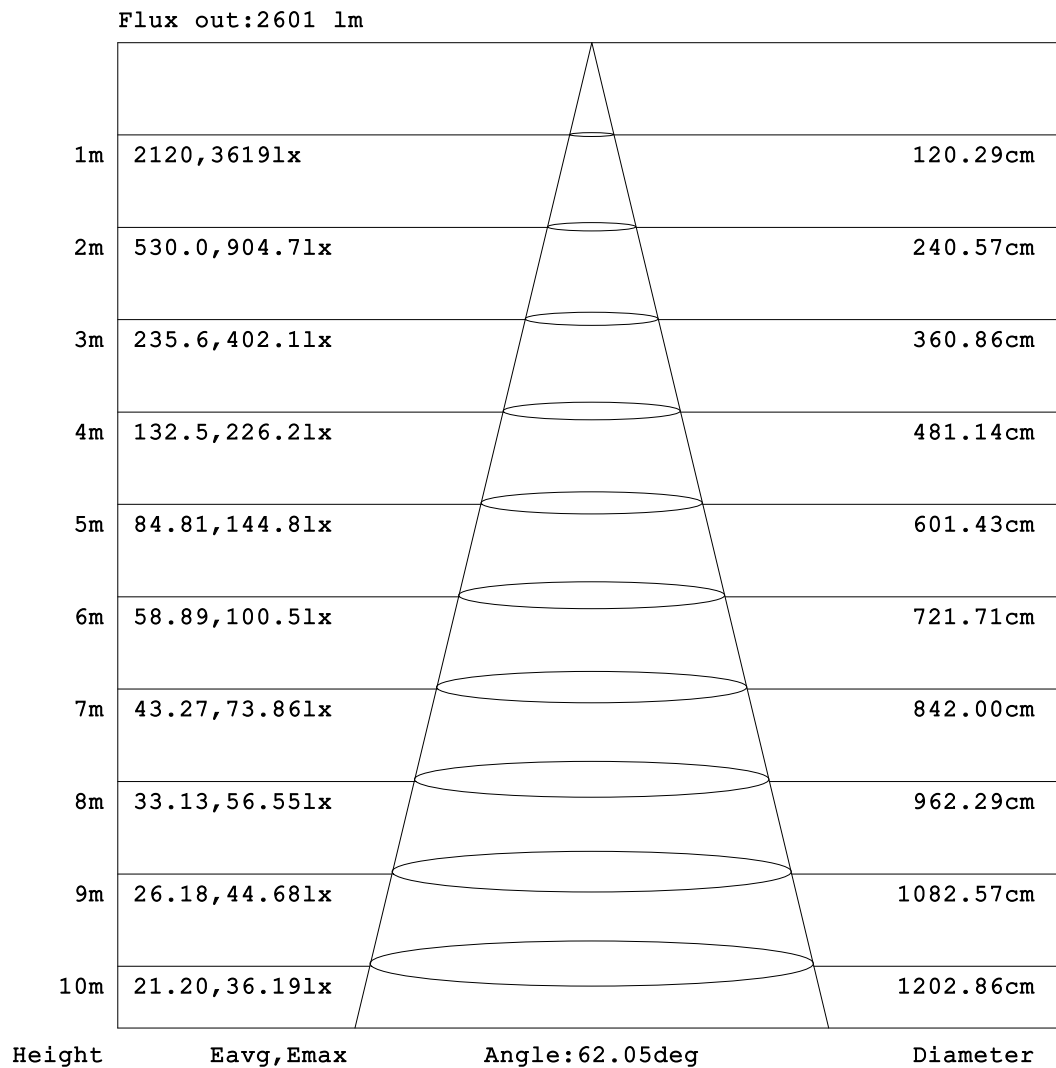 Flux out:2601 lm
1m 2120,3619lx 120.29cm
2m 530.0,904.7lx 240.57cm
3m 235.6,402.1lx 360.86cm
4m 132.5,226.2lx 481.14cm
5m 84.81,144.8lx 601.43cm
6m 58.89,100.5lx 721.71cm
7m 43.27,73.86lx 842.00cm
8m 33.13,56.55lx 962.29cm
9m 26.18,44.68lx 1082.57cm
10m 21.20,36.19lx 1202.86cm
Height Eavg,Emax Angle:62.05deg Diameter